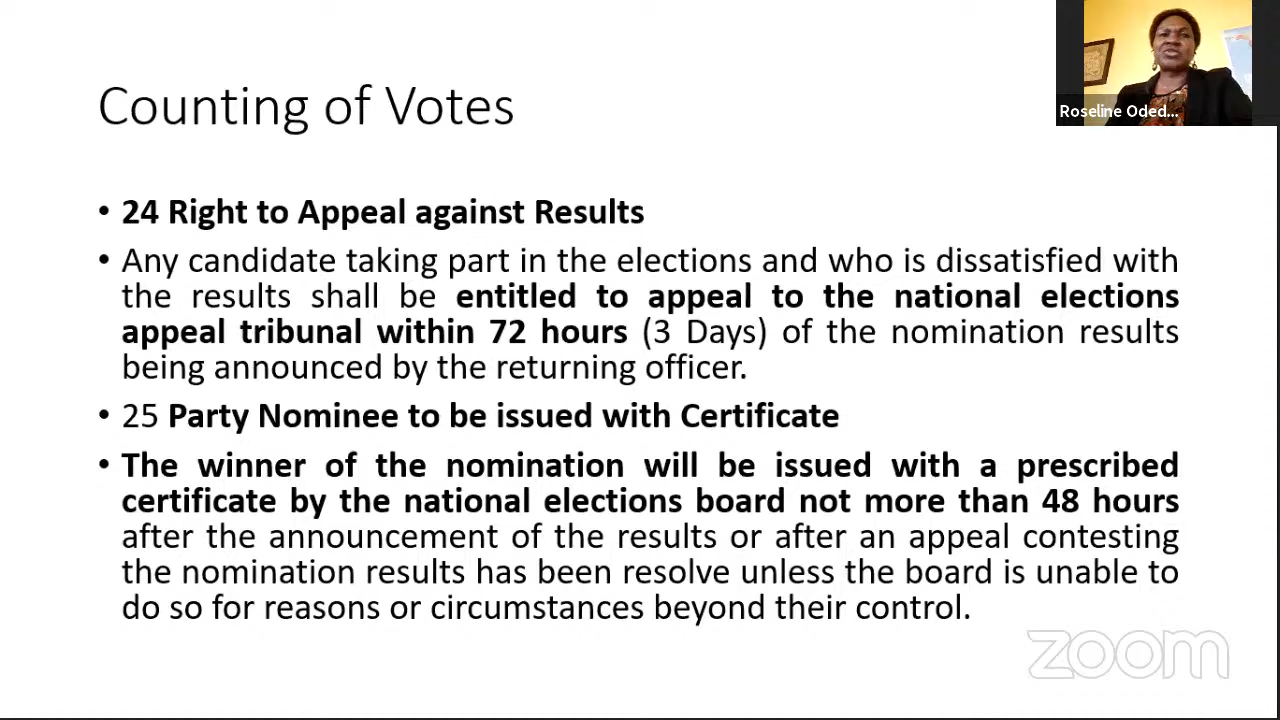 Counting of Votes
Roseline Oded...
• 24 Right to Appeal against Results
• Any candidate taking part in the elections and who is dissatisfied with
the results shall be entitled to appeal to the national elections
appeal tribunal within 72 hours (3 Days) of the nomination results
being announced by the returning officer.
• 25 Party Nominee to be issued with Certificate
• The winner of the nomination will be issued with a prescribed
certificate by the national elections board not more than 48 hours
after the announcement of the results or after an appeal contesting
the nomination results has been resolve unless the board is unable to
do so for reasons or circumstances beyond their control.
zoom